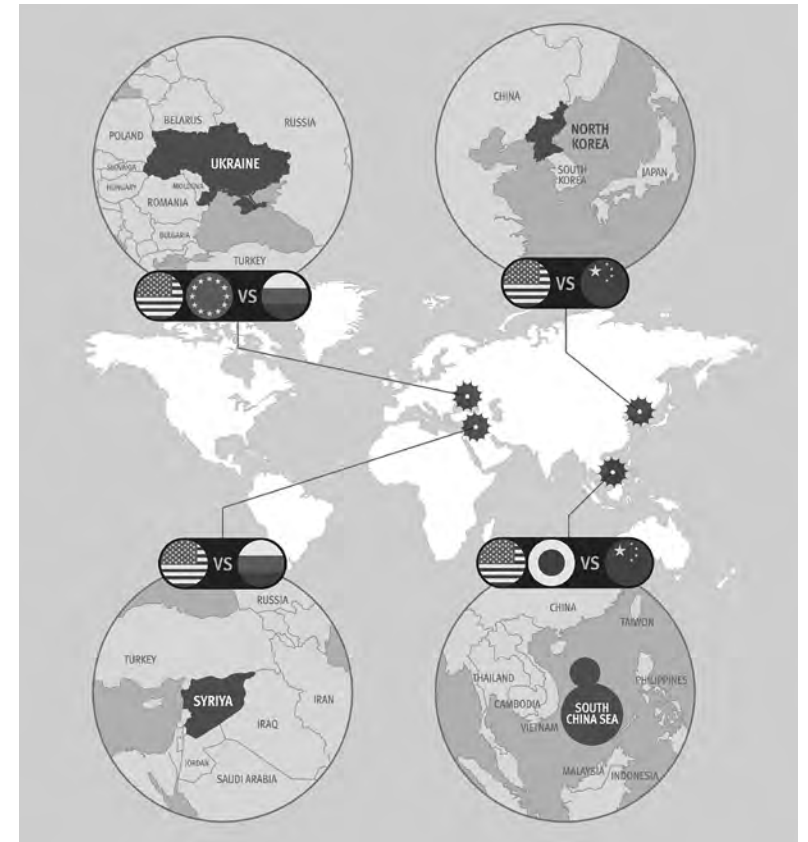 BELARUS
RUSSIA
POLAND
UKRAINE
SLOVAKIA
HUNGARY
MOLDOVA
ROMANIA
BULGARIA
TURKEY
VS
CHINA
NORTH
KOREA
SOUTH
KOREA
JAPAN
VS
VS
RUSSIA
TURKEY
SYRIYA
IRAN
IRAQ
JORDAN
SAUDI ARABIA
VS
CHINA
TAIWON
THAILAND
PHILIPPINES
CAMBODIA
SOUTH
CHINA SEA
VIETNAM
MALAYSIA
INDONESIA